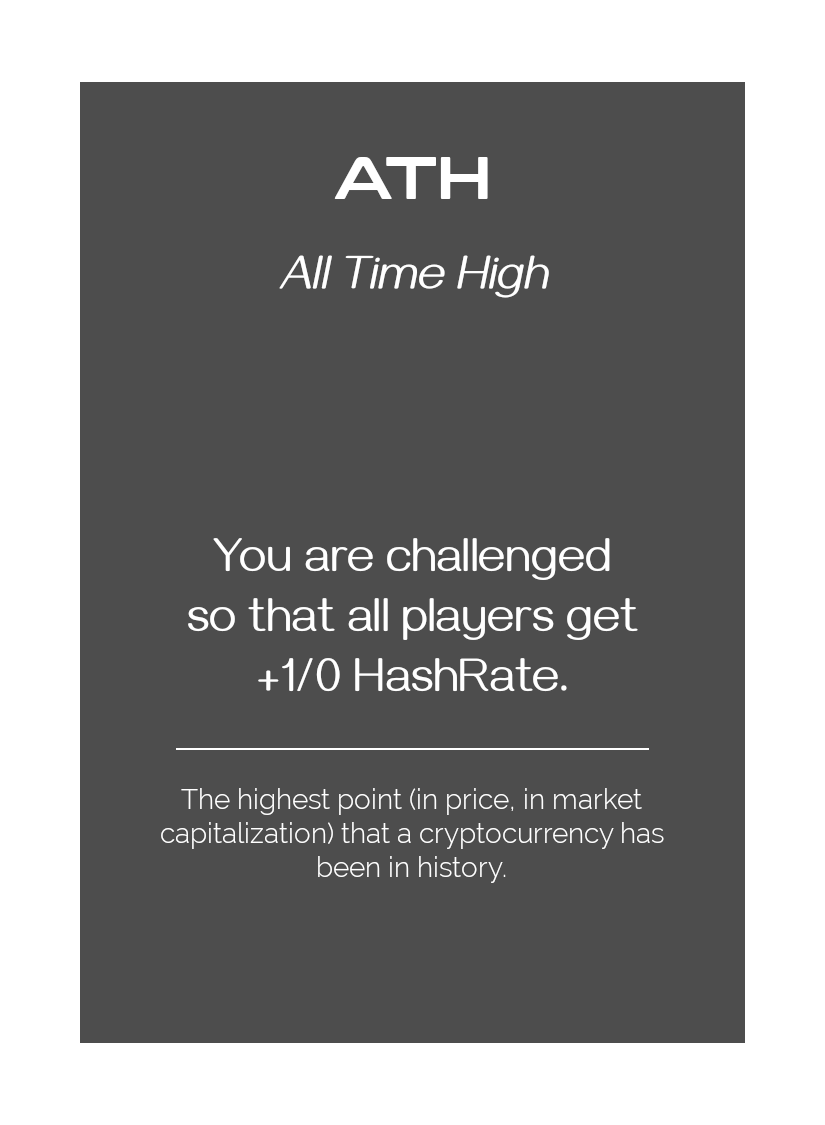 ATH
All Time High
You are challenged
so that all players get
+1/0 HashRate.
The highest point (in price, in market
capitalization) that a cryptocurrency has
been in history.